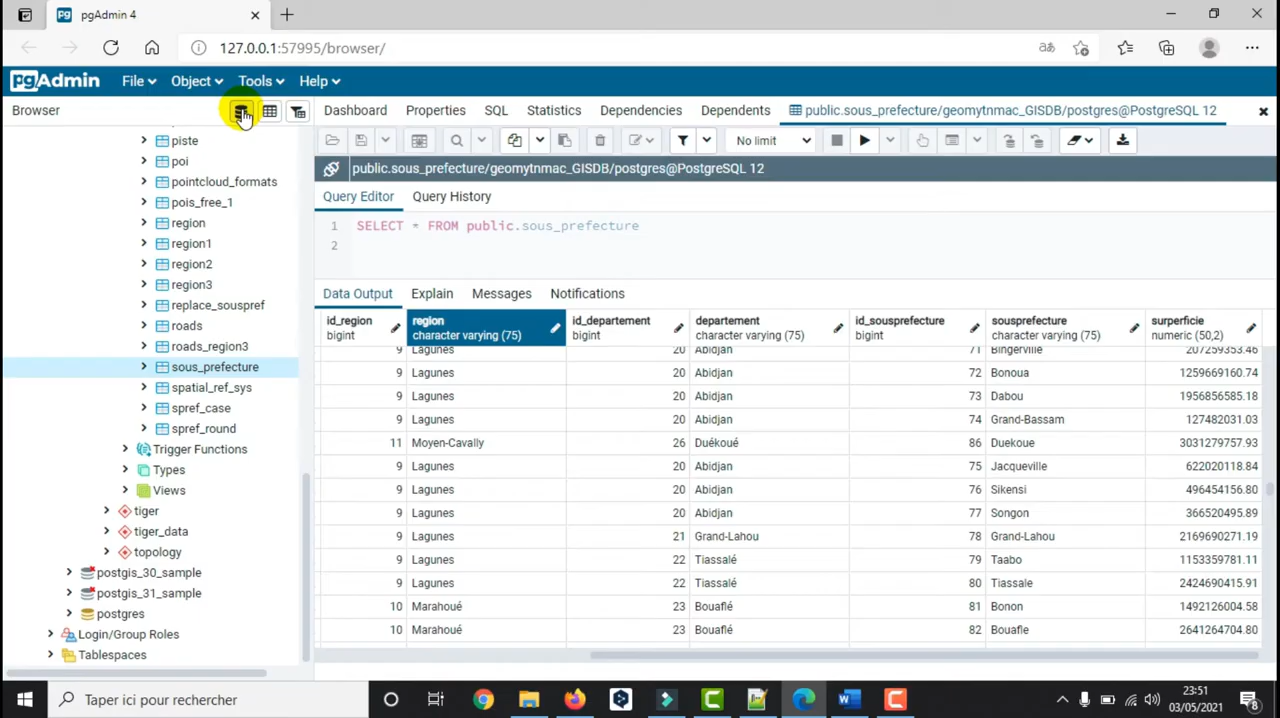 pgAdmin 4
127.0.0.1:57995/browser/
pgAdmin File Object Tools Help
Browser
Dashboard Properties SQL Statistics Dependencies Dependents public.sous_prefecture/geomytnmac_GISDB/postgres@PostgreSQL 12
No limit
public.sous_prefecture/geomytnmac_GISDB/postgres@PostgreSQL 12
Query Editor Query History
1 SELECT * FROM public.sous_prefecture
2
Data Output Explain Messages Notifications
id_region region id_departement departement id_sousprefecture sousprefecture surperficie
bigint character varying (75) bigint character varying (75) bigint character varying (75) numeric (50,2)
9 Lagunes 20 Abidjan 71 Bingerville 207259353.46
9 Lagunes 20 Abidjan 72 Bonoua 1259669160.74
9 Lagunes 20 Abidjan 73 Dabou 1956856585.18
9 Lagunes 20 Abidjan 74 Grand-Bassam 127482031.03
11 Moyen-Cavally 26 Duékoué 86 Duekoue 3031279757.93
9 Lagunes 20 Abidjan 75 Jacqueville 622020118.84
9 Lagunes 20 Abidjan 76 Sikensi 496454156.80
9 Lagunes 20 Abidjan 77 Songon 366520495.89
9 Lagunes 21 Grand-Lahou 78 Grand-Lahou 2169690271.19
9 Lagunes 22 Tiassalé 79 Taabo 1153359781.11
9 Lagunes 22 Tiassalé 80 Tiassale 2424690415.91
10 Marahoué 23 Bouaflé 81 Bonon 1492126004.58
10 Marahoué 23 Bouaflé 82 Bouafle 2641264704.80
piste
poi
pointcloud_formats
pois_free_1
region
region1
region2
region3
replace_souspref
roads
roads_region3
sous_prefecture
spatial_ref_sys
spref_case
spref_round
Trigger Functions
Types
Views
tiger
tiger_data
topology
postgis_30_sample
postgis_31_sample
postgres
Login/Group Roles
Tablespaces
Taper ici pour rechercher
23:51
03/05/2021
8